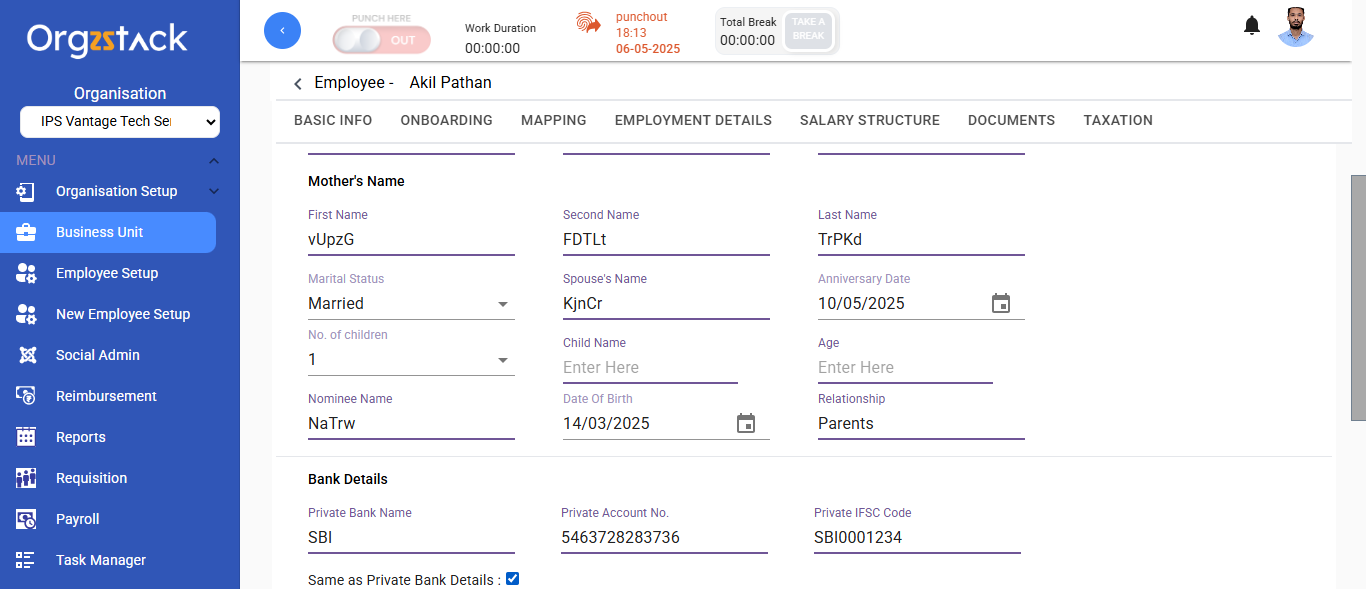 Orgzstack
Organisation
IPS Vantage Tech Ser
MENU
Organisation Setup
Business Unit
Employee Setup
New Employee Setup
Social Admin
Reimbursement
Reports
Requisition
Payroll
Task Manager
PUNCH HERE
OUT
Work Duration
00:00:00
punchout
18:13
06-05-2025
Total Break
00:00:00
TAKE A
BREAK
Employee - Akil Pathan
BASIC INFO ONBOARDING MAPPING EMPLOYMENT DETAILS SALARY STRUCTURE DOCUMENTS TAXATION
Mother's Name
First Name Second Name Last Name
vUpzG FDTLt TrPKd
Marital Status Spouse's Name Anniversary Date
Married KjnCr 10/05/2025
No. of children Child Name Age
1 Enter Here Enter Here
Nominee Name Date Of Birth Relationship
NaTrw 14/03/2025 Parents
Bank Details
Private Bank Name Private Account No. Private IFSC Code
SBI 5463728283736 SBI0001234
Same as Private Bank Details :